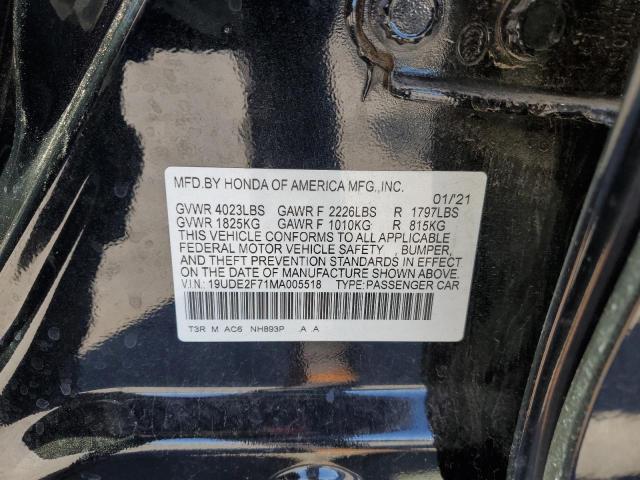 MFD.BY HONDA OF AMERICA MFG.,INC.
01/'21
GVWR 4023LBS GAWR F 2226LBS R 1797LBS
GVWR 1825KG GAWR F 1010KG R 815KG
THIS VEHICLE CONFORMS TO ALL APPLICABLE
FEDERAL MOTOR VEHICLE SAFETY , BUMPER,
AND THEFT PREVENTION STANDARDS IN EFFECT
ON THE DATE OF MANUFACTURE SHOWN ABOVE.
V.I.N.: 19UDE2F71MA005518 TYPE: PASSENGER CAR
T3R M AC6 NH893P .A .A